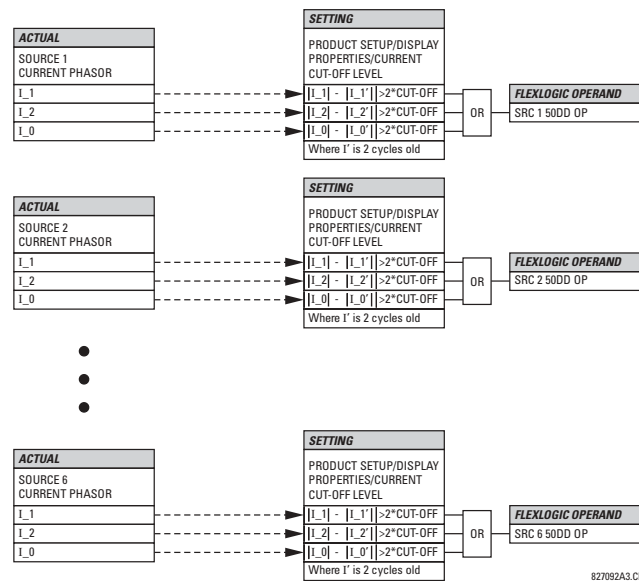 SETTING
ACTUAL
PRODUCT SETUP/DISPLAY
SOURCE 1
PROPERTIES/CURRENT
CURRENT PHASOR
CUT-OFF LEVEL
I_1
||I_1| - |I_1'||>2*CUT-OFF
FLEXLOGIC OPERAND
I_2
||I_2| - |I_2'||>2*CUT-OFF
OR
SRC 1 50DD OP
I_0
||I_0| - |I_0'||>2*CUT-OFF
Where I' is 2 cycles old
SETTING
ACTUAL
PRODUCT SETUP/DISPLAY
SOURCE 2
PROPERTIES/CURRENT
CURRENT PHASOR
CUT-OFF LEVEL
I_1
||I_1| - |I_1'||>2*CUT-OFF
FLEXLOGIC OPERAND
I_2
||I_2| - |I_2'||>2*CUT-OFF
OR
SRC 2 50DD OP
I_0
||I_0| - |I_0'||>2*CUT-OFF
Where I' is 2 cycles old
SETTING
ACTUAL
PRODUCT SETUP/DISPLAY
SOURCE 6
PROPERTIES/CURRENT
CURRENT PHASOR
CUT-OFF LEVEL
I_1
||I_1| - |I_1'||>2*CUT-OFF
FLEXLOGIC OPERAND
I_2
||I_2| - |I_2'||>2*CUT-OFF
OR
SRC 6 50DD OP
I_0
||I_0| - |I_0'||>2*CUT-OFF
Where I' is 2 cycles old